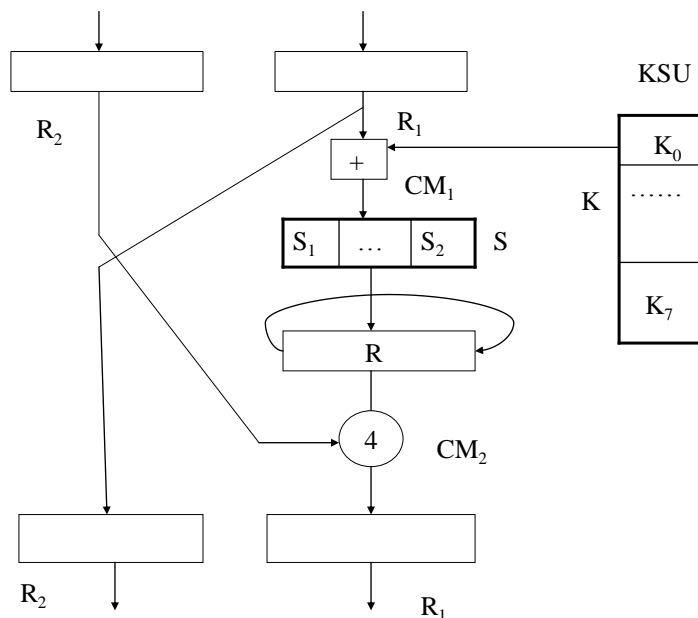 KSU
R₂
R₁
K₀
+
CM₁
K
......
S₁ ... S₂
S
K₇
R
4
CM₂
R₂
R₁